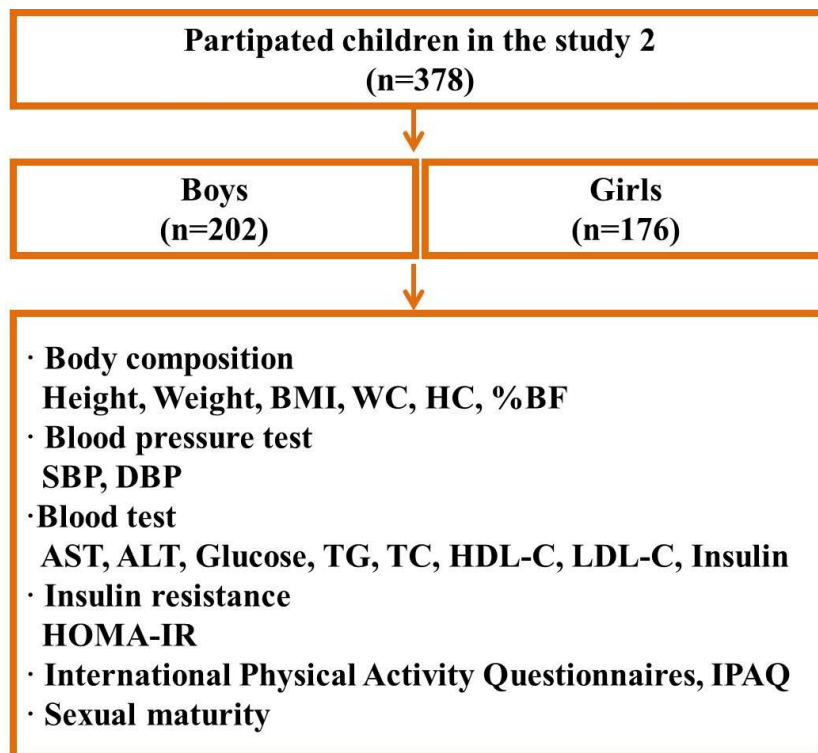 Partipated children in the study 2
(n=378)
Boys
(n=202)
Girls
(n=176)
· Body composition
Height, Weight, BMI, WC, HC, %BF
· Blood pressure test
SBP, DBP
·Blood test
AST, ALT, Glucose, TG, TC, HDL-C, LDL-C, Insulin
· Insulin resistance
HOMA-IR
· International Physical Activity Questionnaires, IPAQ
· Sexual maturity